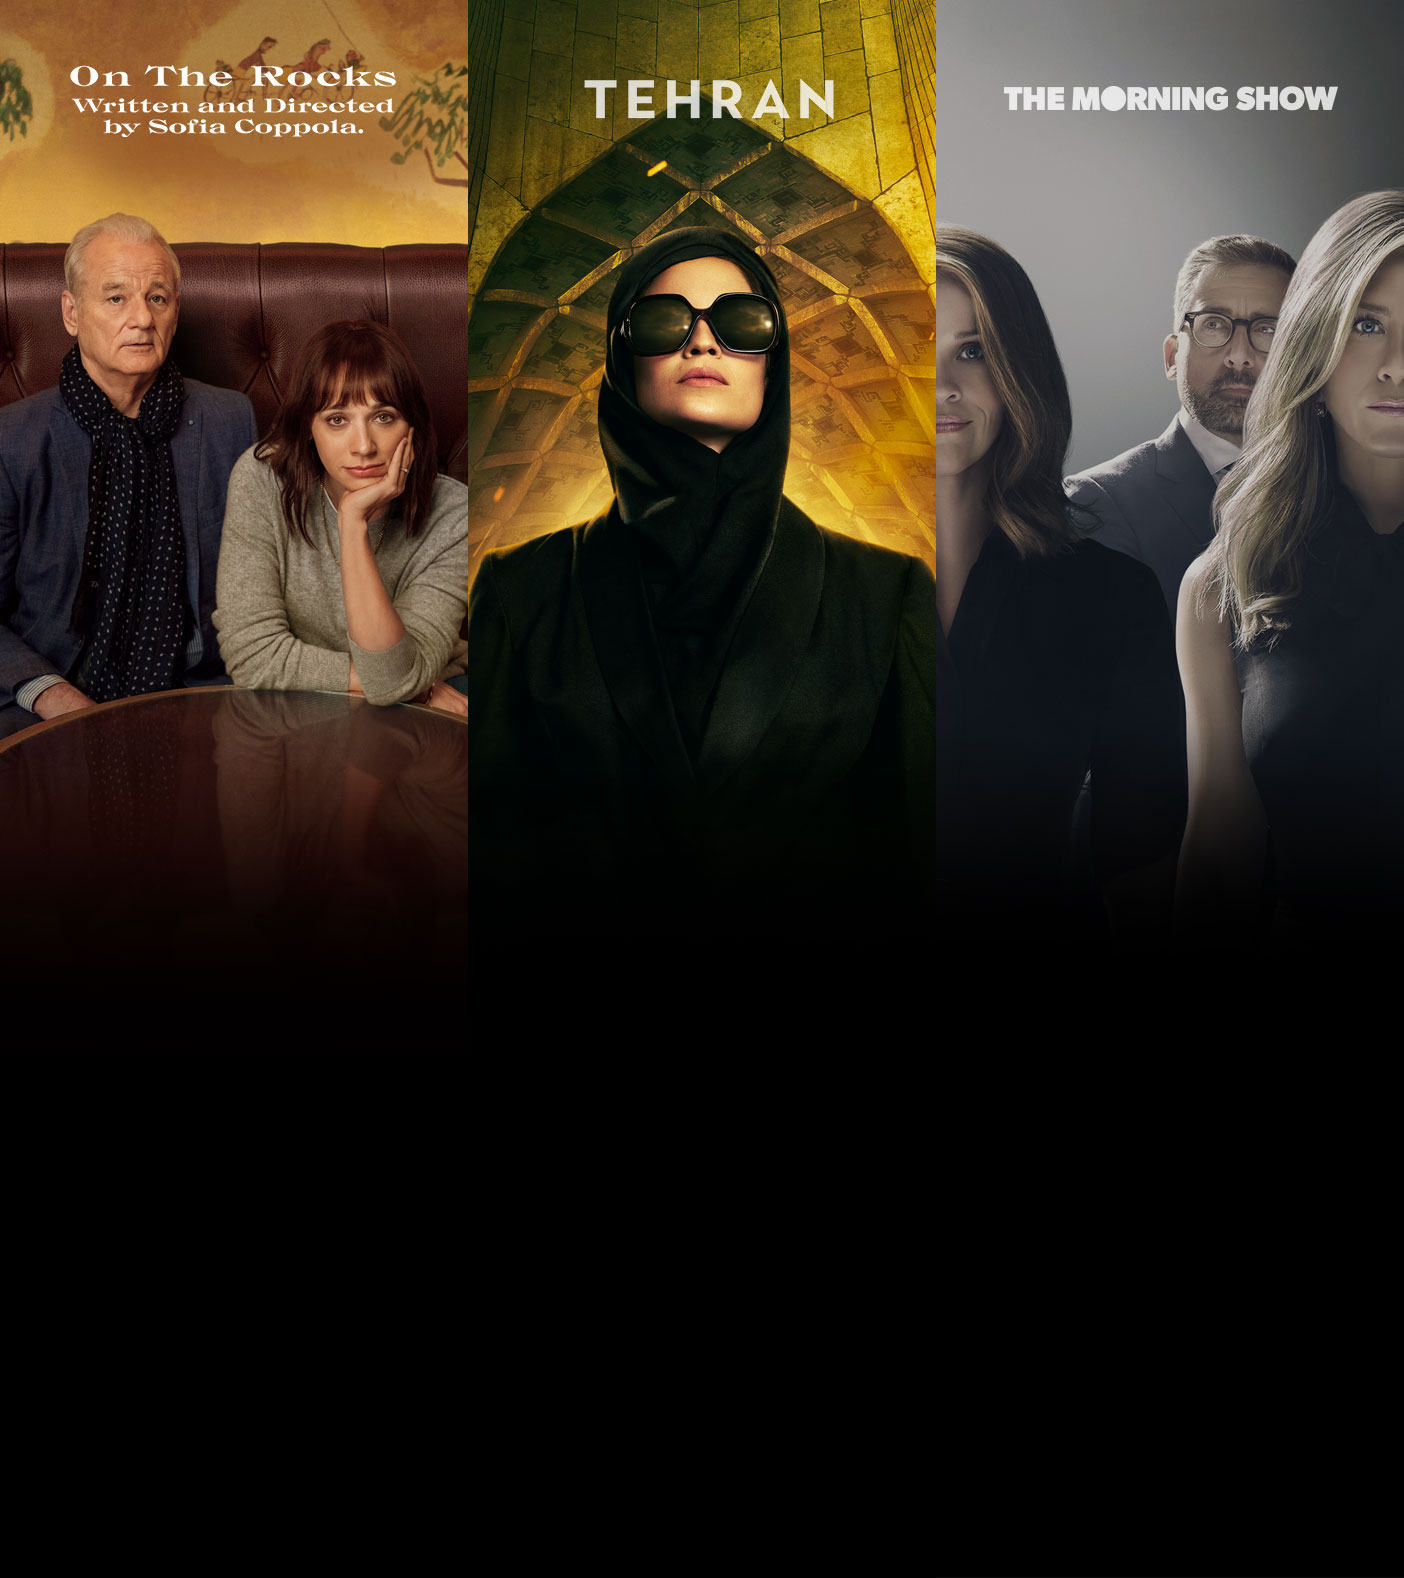 On The Rocks
Written and Directed
by Sofia Coppola.
TEHRAN
THE MORNING SHOW